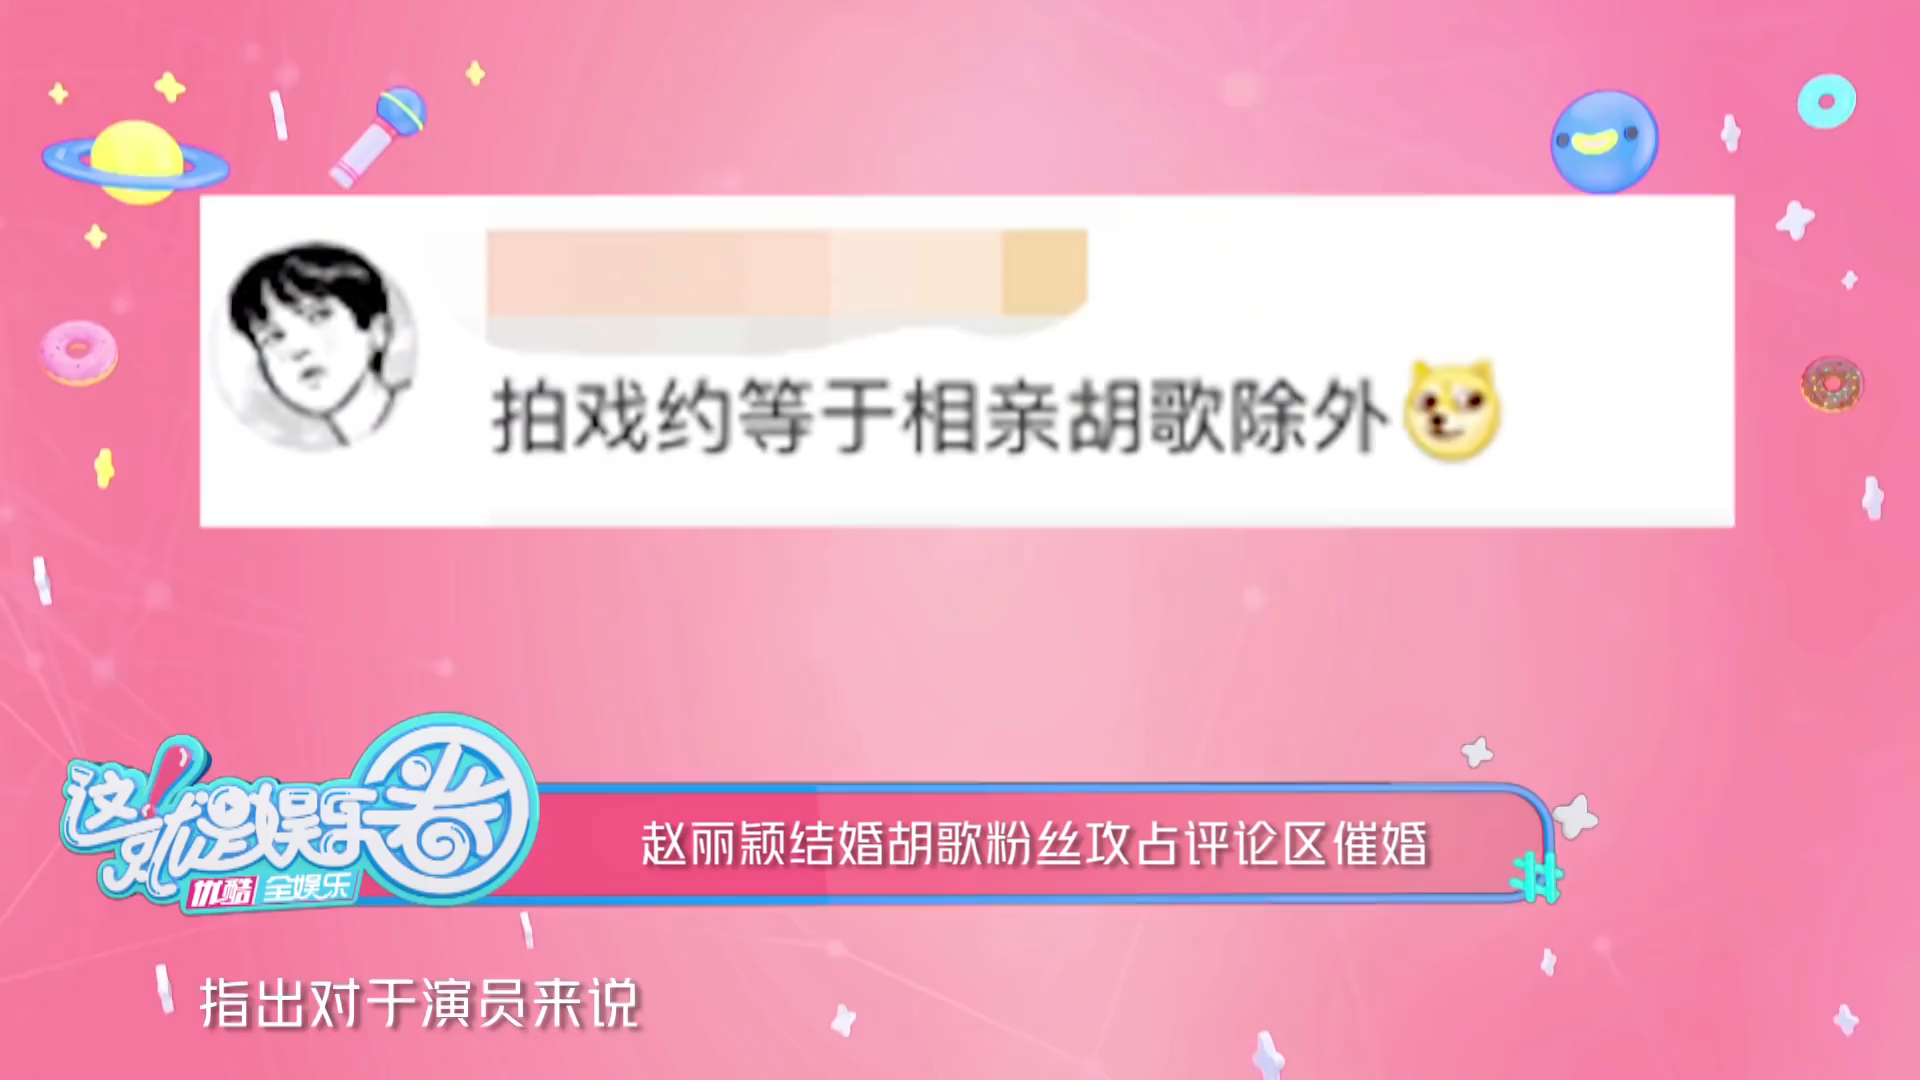 拍戏约等于相亲胡歌除外
这就是娱乐圈
优酷 全娱乐
赵丽颖结婚胡歌粉丝攻占评论区催婚
指出对于演员来说